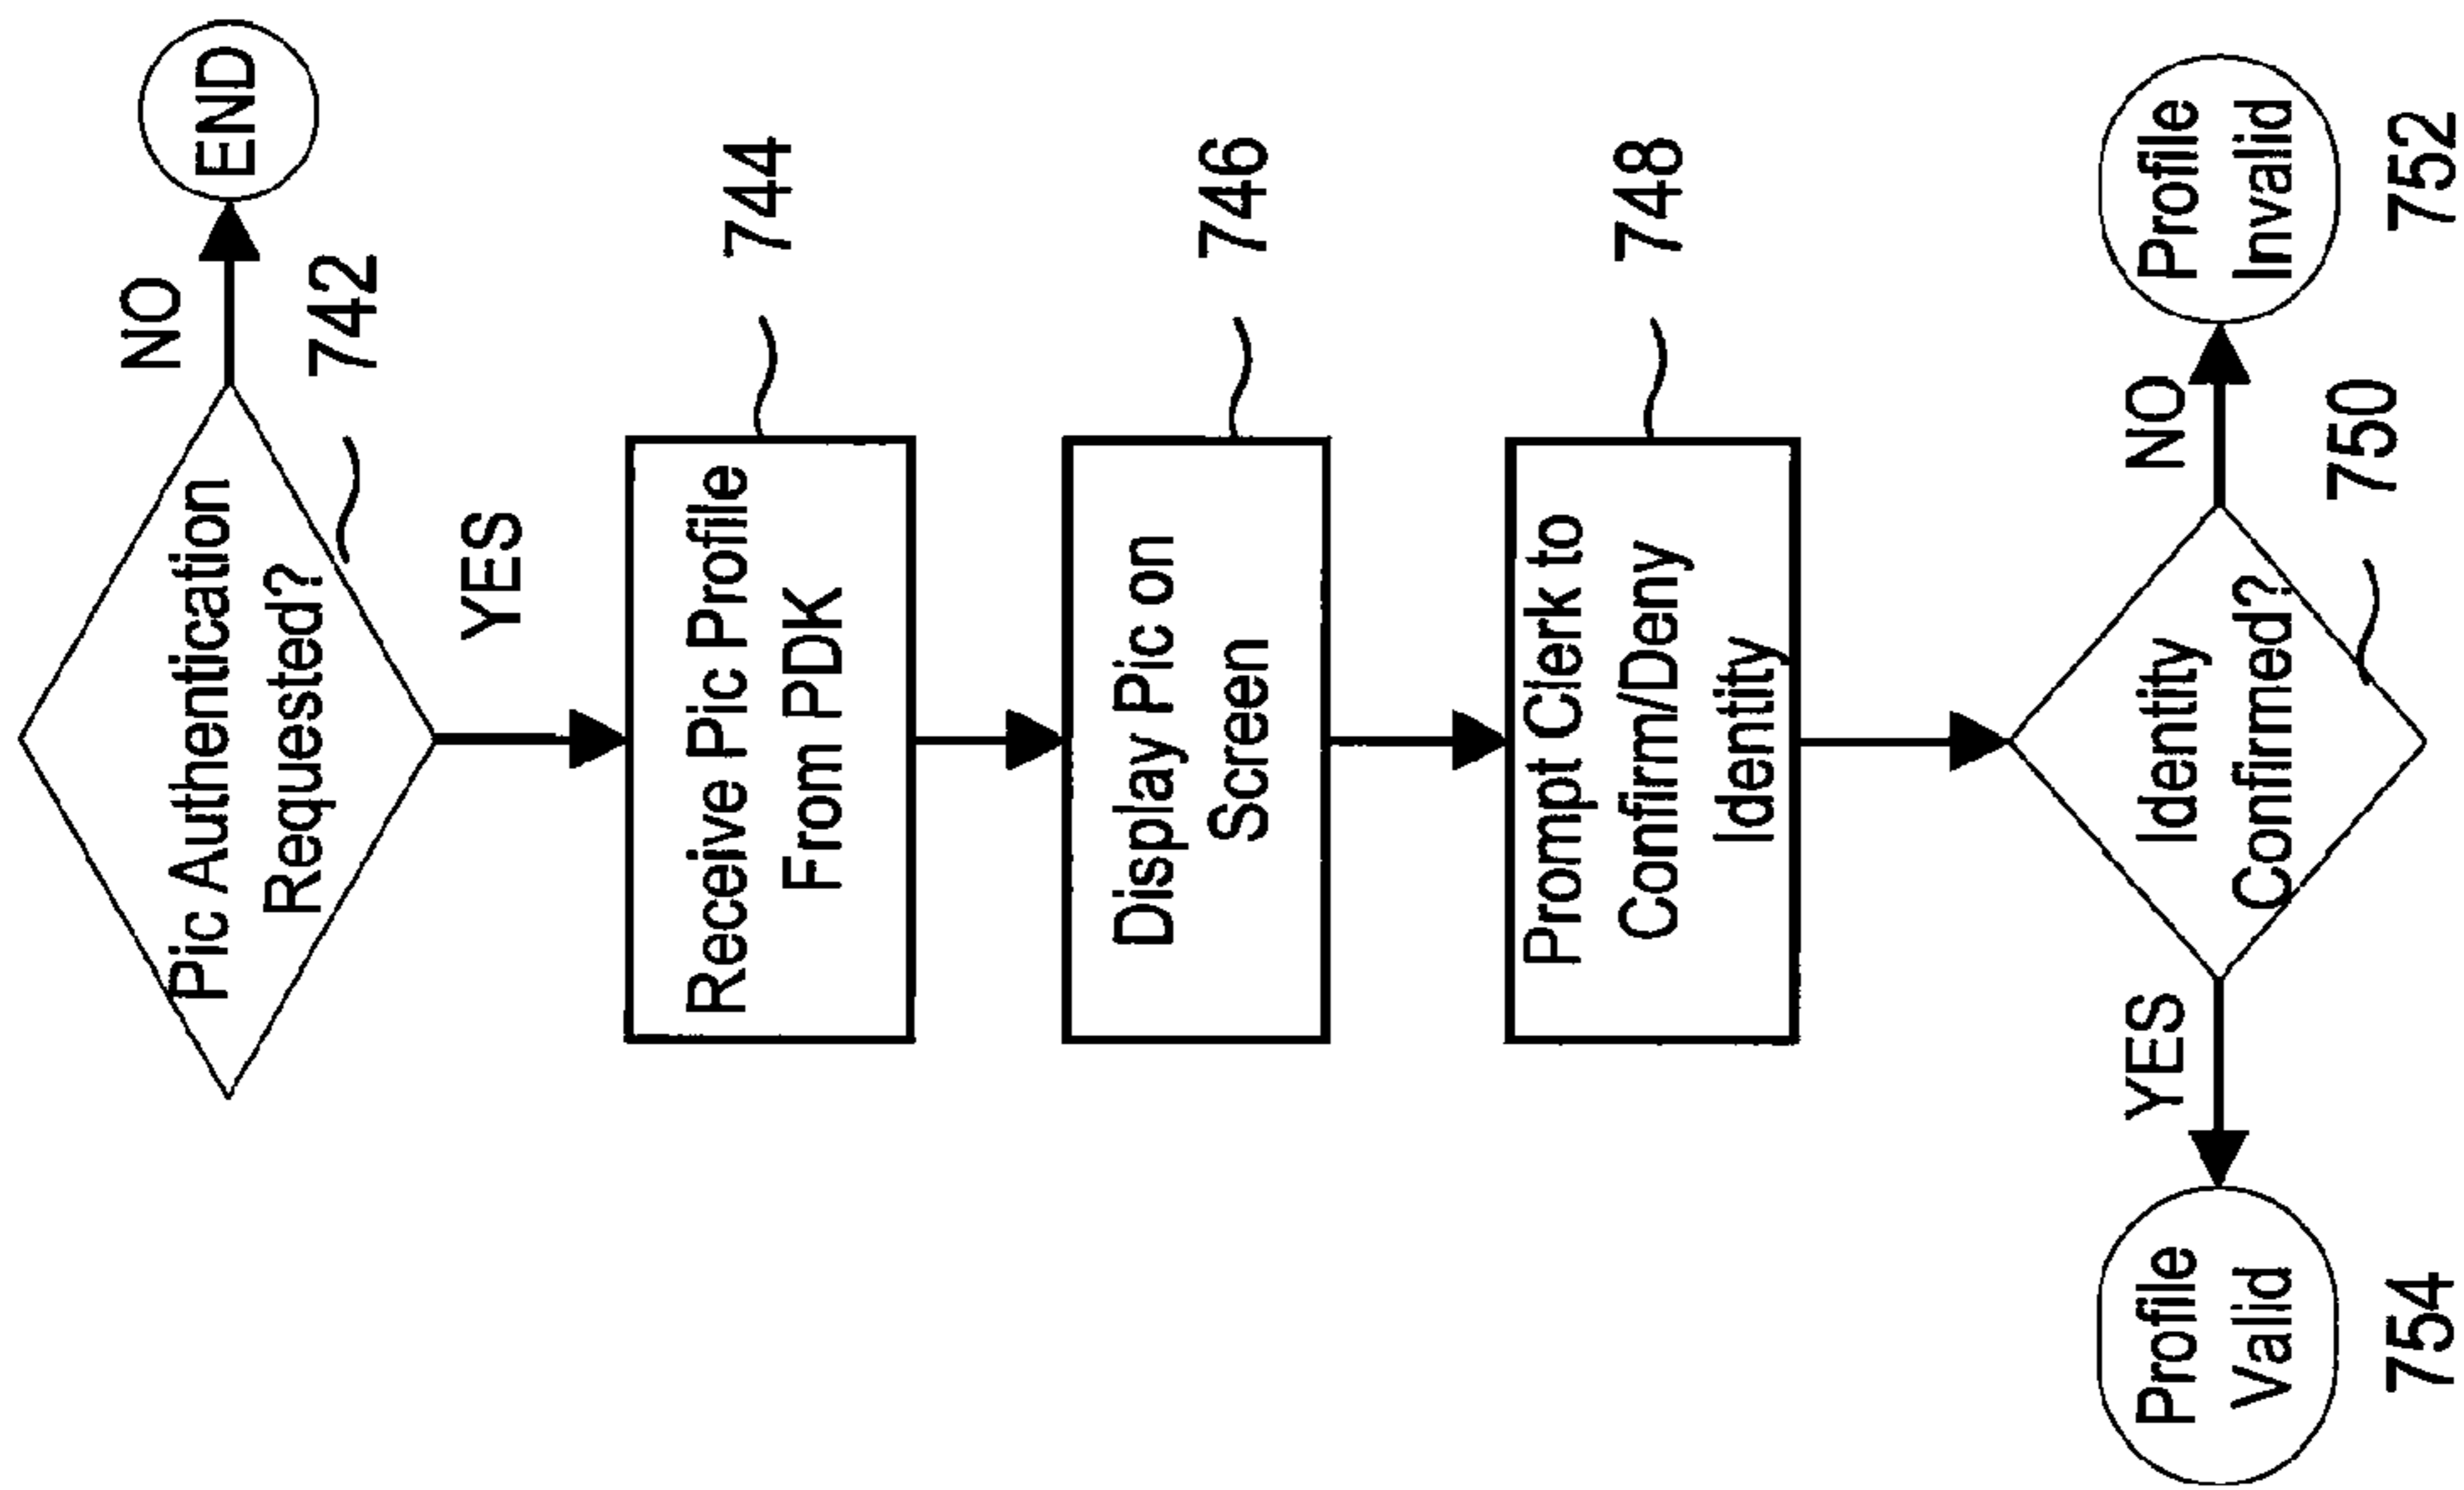 Pic Authentication
Requested?
742
NO
END
YES
Receive Pic Profile
From PDK
744
Display Pic on
Screen
746
Prompt Clerk to
Confirm/Deny
Identity
748
Identity
Confirmed?
750
YES
NO
Profile
Valid
754
Profile
Invalid
752